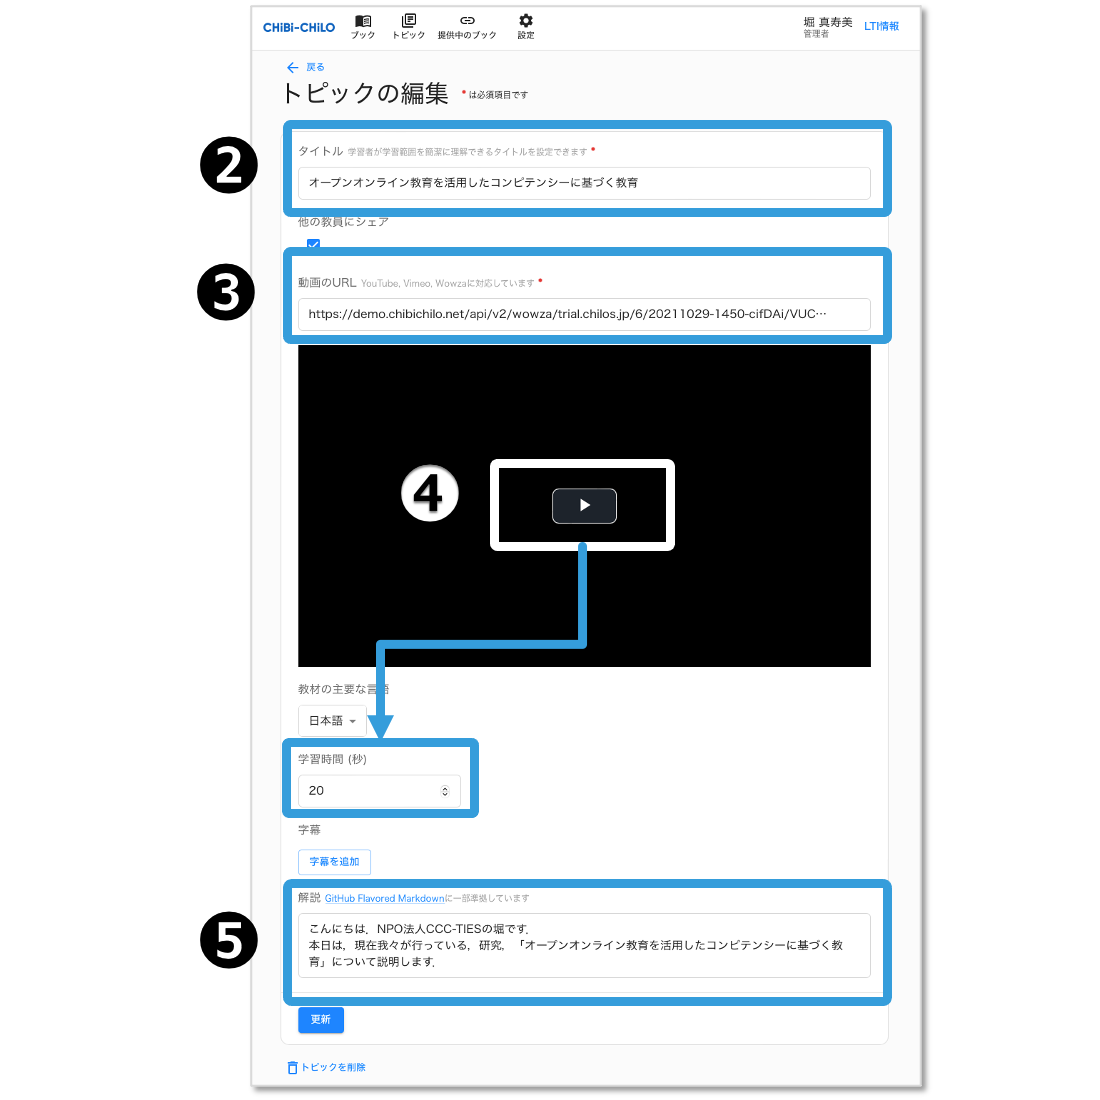 CHiBi-CHiLO
ブック
トピック
提供中のブック
設定
堀 真寿美
管理者
LTI情報
戻る
トピックの編集 * は必須項目です
2
タイトル 学習者が学習範囲を簡潔に理解できるタイトルを設定できます *
オープンオンライン教育を活用したコンピテンシーに基づく教育
他の教員にシェア
3
動画のURL YouTube, Vimeo, Wowzaに対応しています *
https://demo.chibichilo.net/api/v2/wowza/trial.chilos.jp/6/20211029-1450-cifDAi/VUC…
4
教材の主要な言語
日本語
学習時間 (秒)
20
字幕
字幕を追加
5
解説 GitHub Flavored Markdownに一部準拠しています
こんにちは．NPO法人CCC-TIESの堀です．
本日は，現在我々が行っている，研究，「オープンオンライン教育を活用したコンピテンシーに基づく教
育」について説明します．
更新
トピックを削除